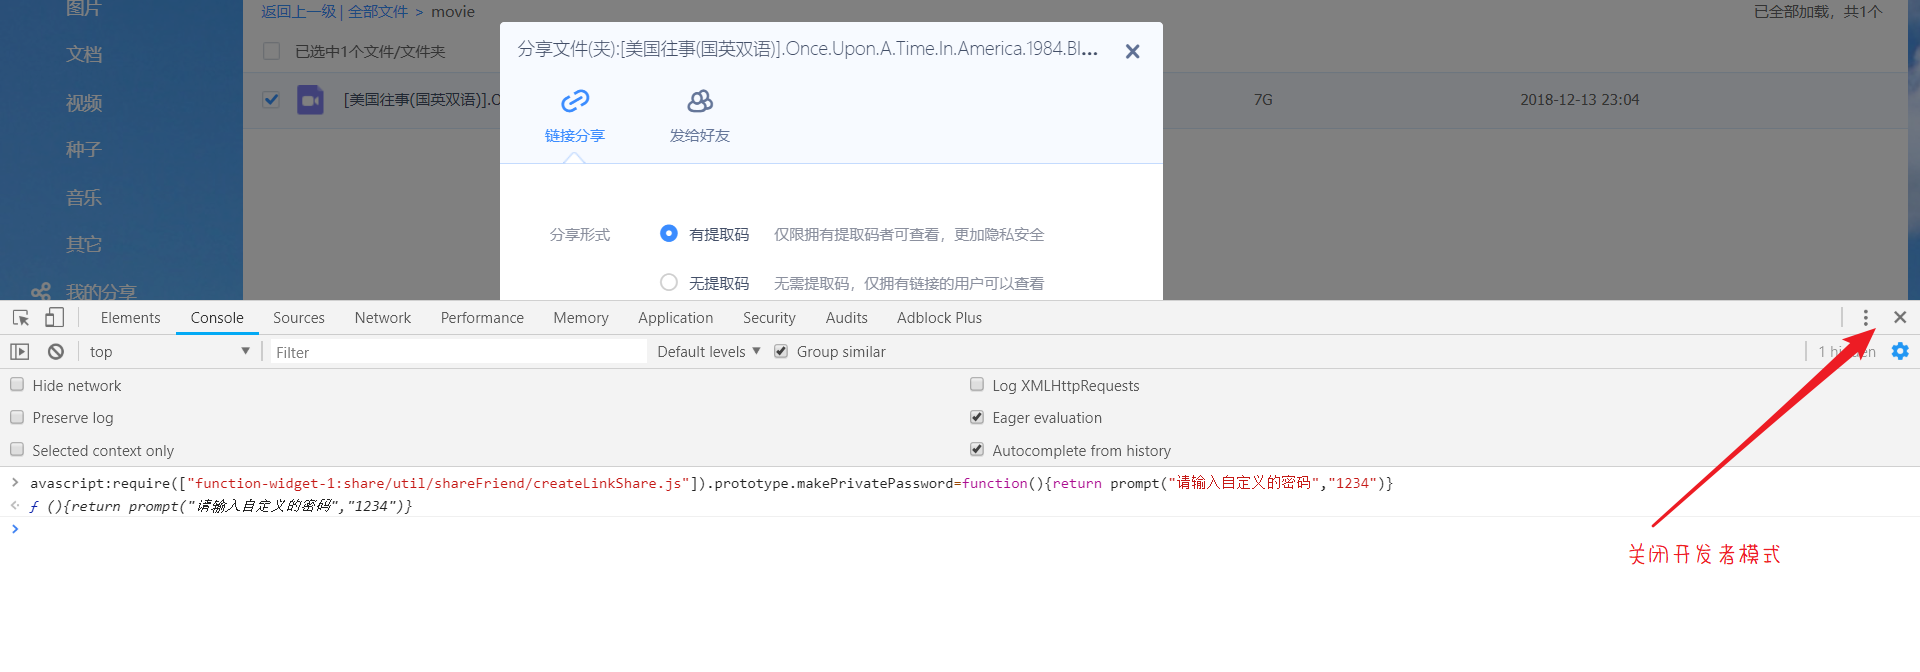 图片
返回上一级 | 全部文件 > movie
已全部加载，共1个
文档
已选中1个文件/文件夹
分享文件(夹):[美国往事(国英双语)].Once.Upon.A.Time.In.America.1984.Bl...
视频
[美国往事(国英双语)].O
7G
2018-12-13 23:04
链接分享
发给好友
种子
音乐
其它
我的分享
分享形式
有提取码 仅限拥有提取码者可查看，更加隐私安全
无提取码 无需提取码，仅拥有链接的用户可以查看
Elements Console Sources Network Performance Memory Application Security Audits Adblock Plus
top Filter Default levels Group similar 1 hidden
Hide network Log XMLHttpRequests
Preserve log Eager evaluation
Selected context only Autocomplete from history
avascript:require(["function-widget-1:share/util/shareFriend/createLinkShare.js"]).prototype.makePrivatePassword=function(){return prompt("请输入自定义的密码","1234")}
ƒ (){return prompt("请输入自定义的密码","1234")}
关闭开发者模式